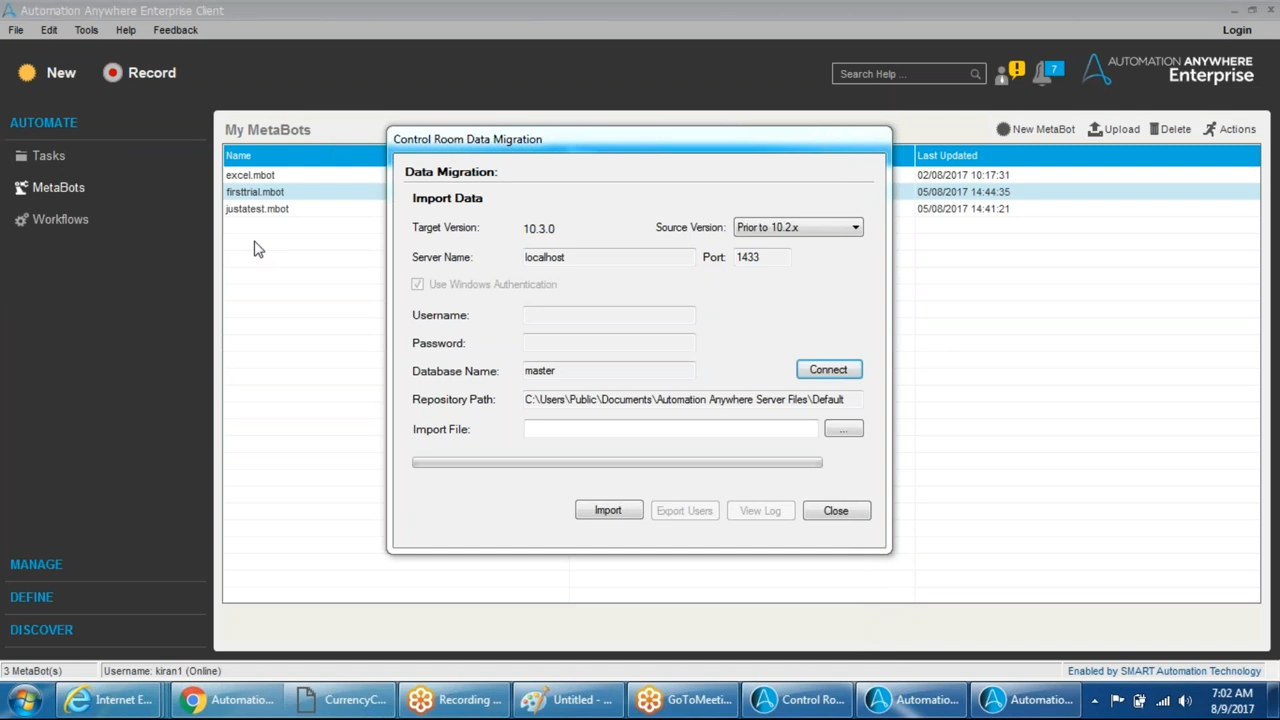 Automation Anywhere Enterprise Client
File Edit Tools Help Feedback Login
New Record Search Help ... 7 AUTOMATION ANYWHERE
Enterprise
AUTOMATE
Tasks
MetaBots
Workflows
MANAGE
DEFINE
DISCOVER
My MetaBots New MetaBot Upload Delete Actions
Name Last Updated
excel.mbot 02/08/2017 10:17:31
firsttrial.mbot 05/08/2017 14:44:35
justatest.mbot 05/08/2017 14:41:21
Control Room Data Migration
Data Migration:
Import Data
Target Version: 10.3.0 Source Version: Prior to 10.2.x
Server Name: localhost Port: 1433
Use Windows Authentication
Username:
Password:
Database Name: master Connect
Repository Path: C:\Users\Public\Documents\Automation Anywhere Server Files\Default
Import File: ...
Import Export Users View Log Close
3 MetaBot(s) Username: kiran1 (Online) Enabled by SMART Automation Technology
Internet E... Automatio... CurrencyC... Recording ... Untitled - ... GoToMeeti... Control Ro... Automatio... Automatio... 7:02 AM
8/9/2017